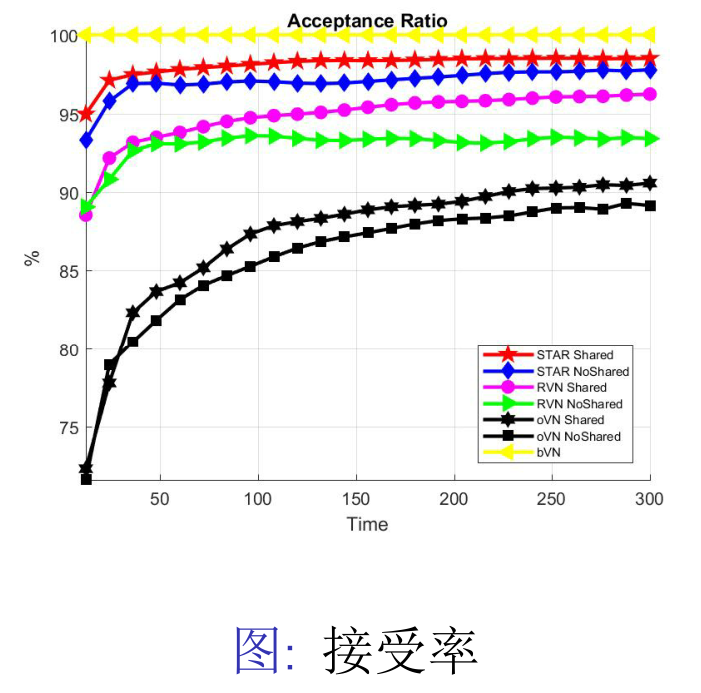 Acceptance Ratio
100
95
90
85
80
75
%
50 100 150 200 250 300
Time
STAR Shared
STAR NoShared
RVN Shared
RVN NoShared
oVN Shared
oVN NoShared
bVN
图: 接受率